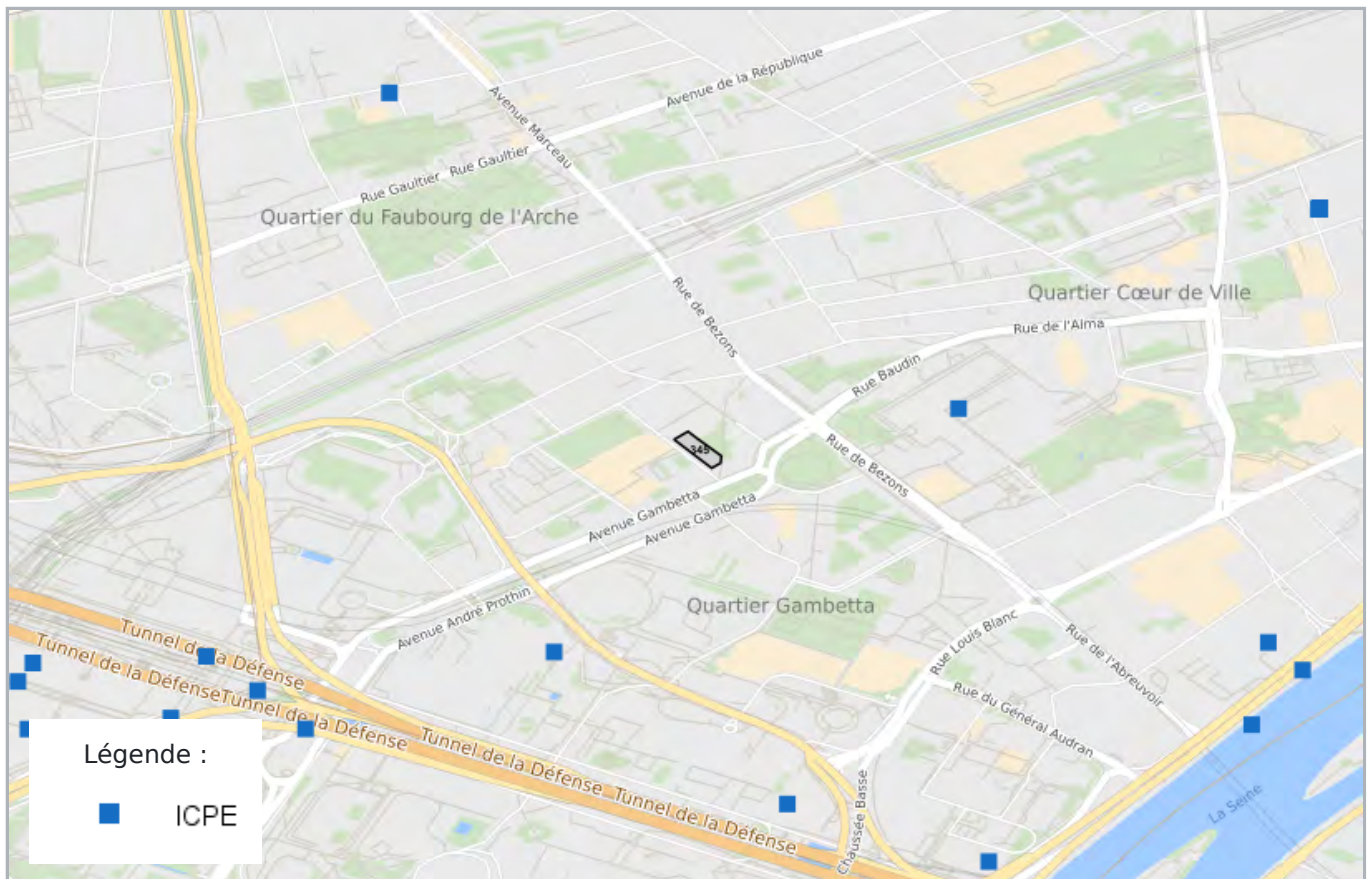 Avenue de la République
Avenue Marceau
Rue Gaultier
Rue Gaultier
Quartier du Faubourg de l'Arche
Rue de Bezons
Quartier Cœur de Ville
Rue de l'Alma
Rue Baudin
345
Rue de Bezons
Avenue Gambetta
Avenue Gambetta
Avenue André Prothin
Quartier Gambetta
Rue Louis Blanc
Rue de l'Abreuvoir
Rue du Général Audran
Tunnel de la Défense
Tunnel de la Défense
Tunnel de la Défense
Tunnel de la Défense
Tunnel de la Défense
Chaussée Basse
La Seine
Légende :
ICPE